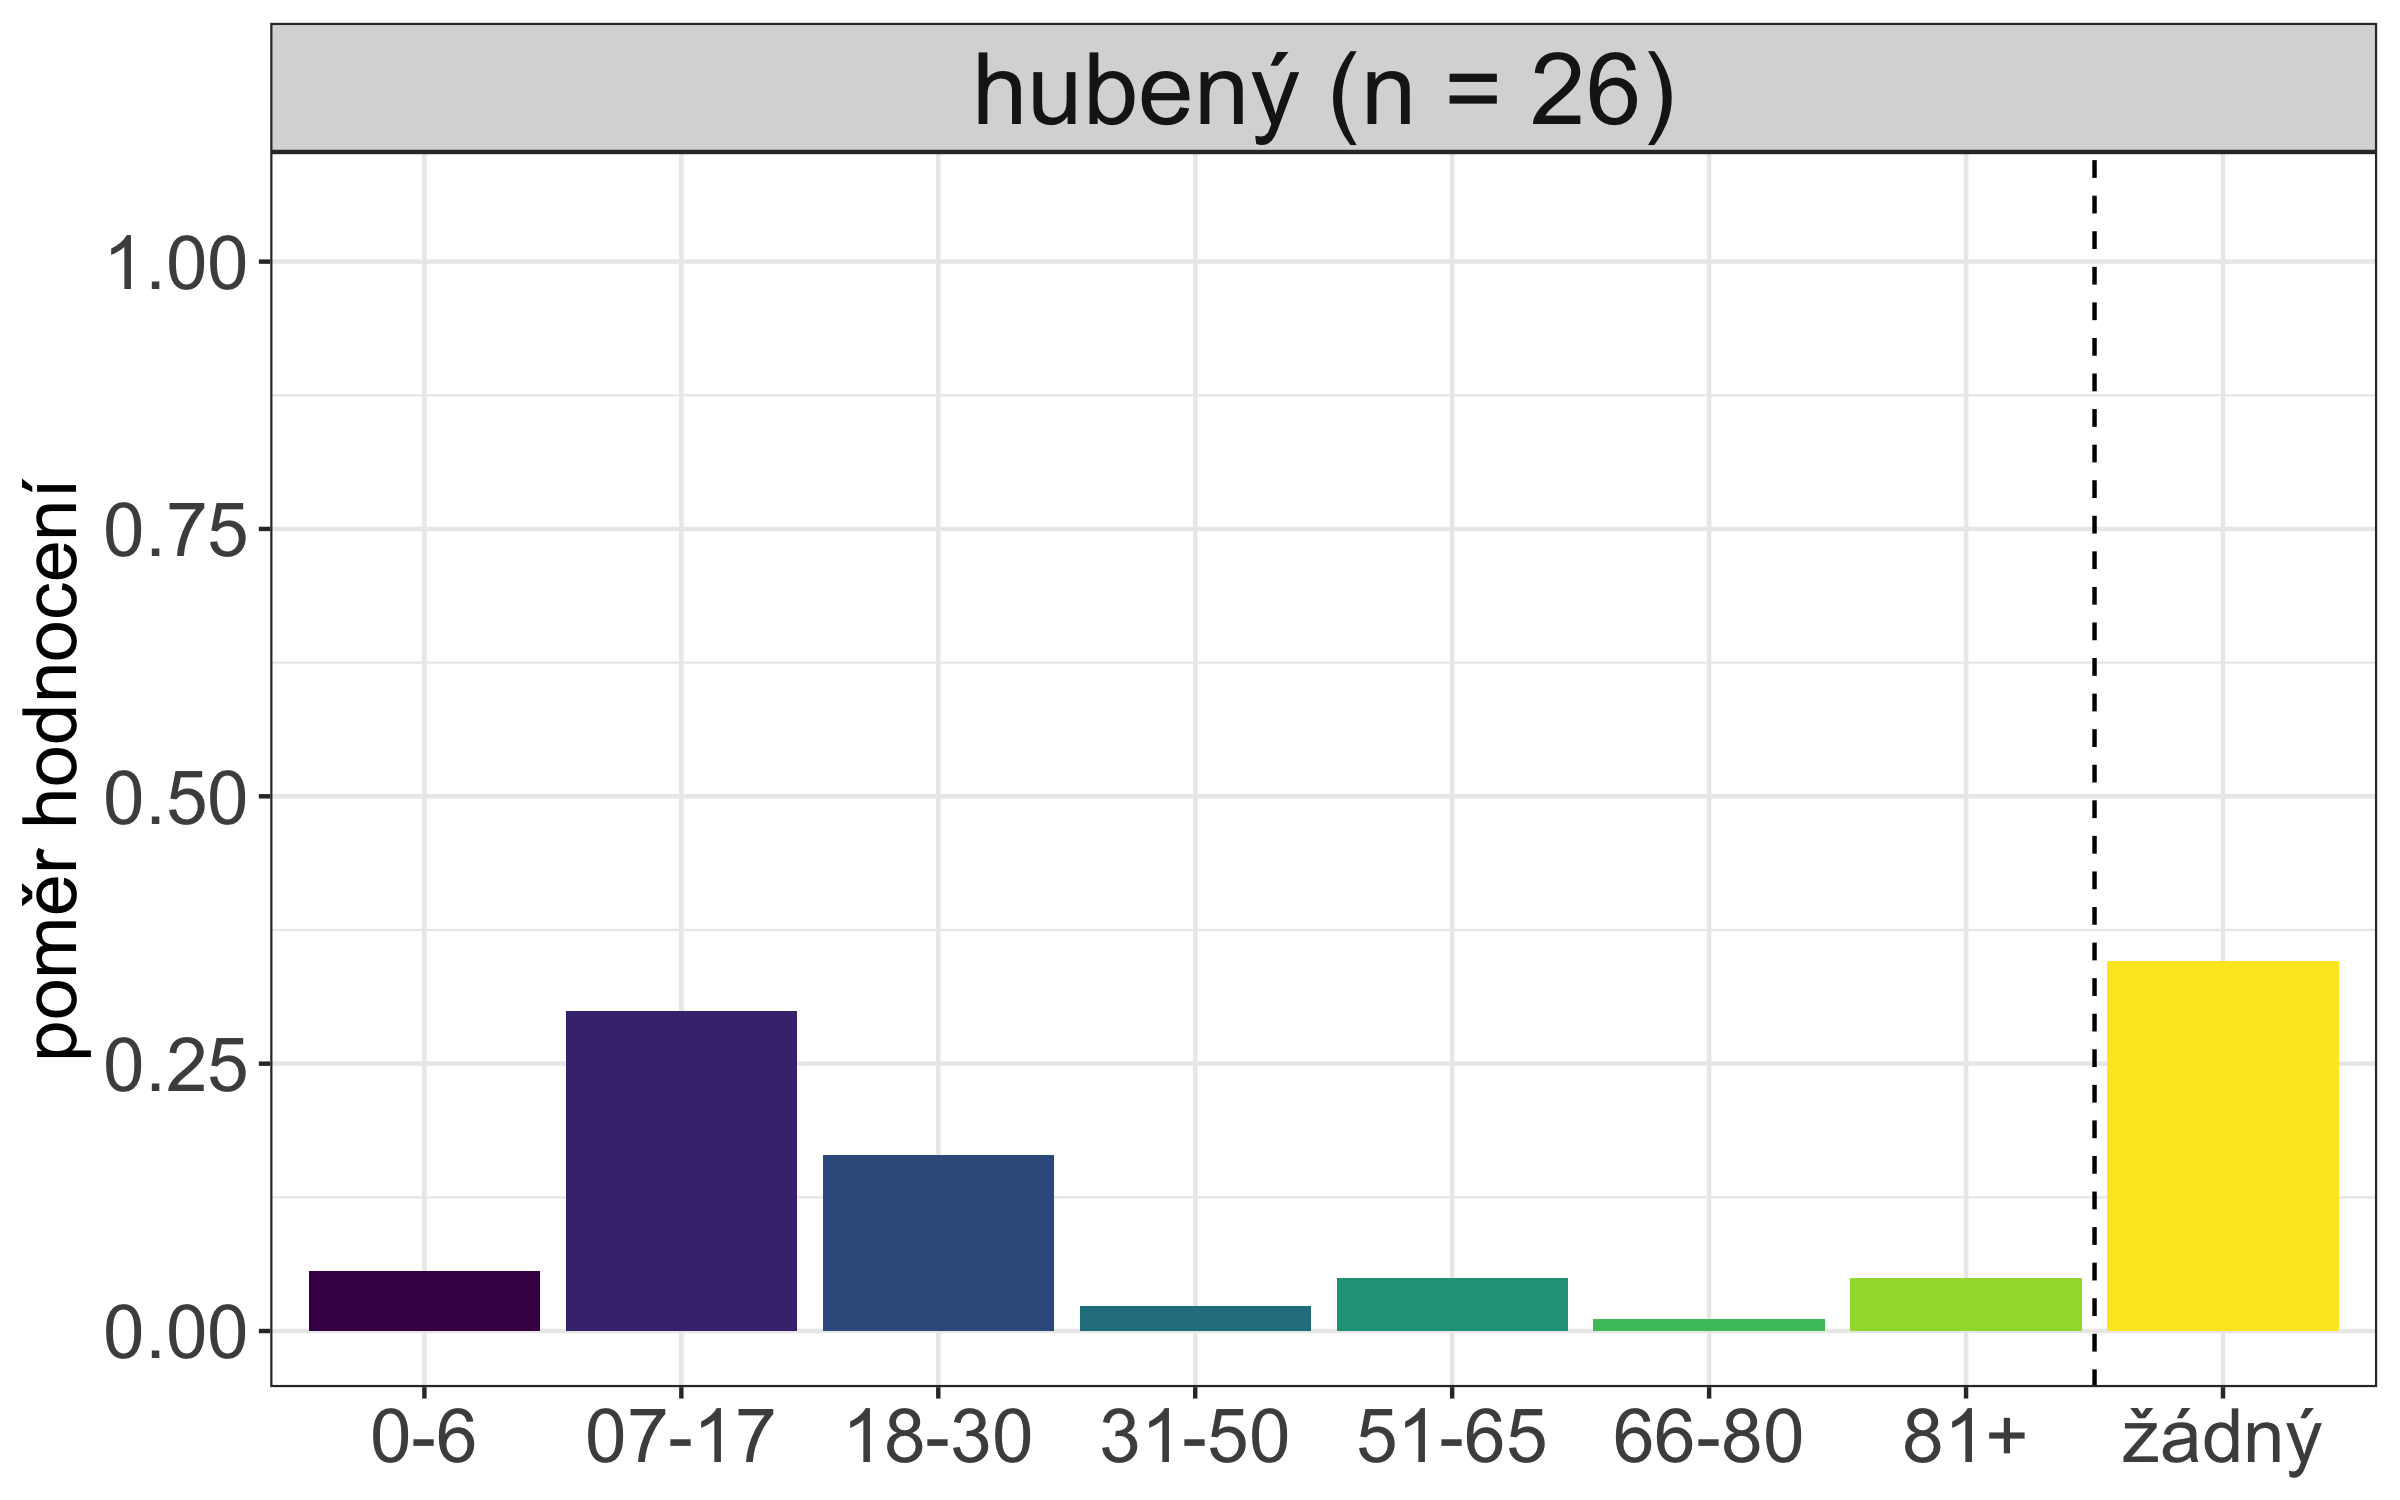 hubený (n = 26)
poměr hodnocení
1.00
0.75
0.50
0.25
0.00
0-6 07-17 18-30 31-50 51-65 66-80 81+ žádný